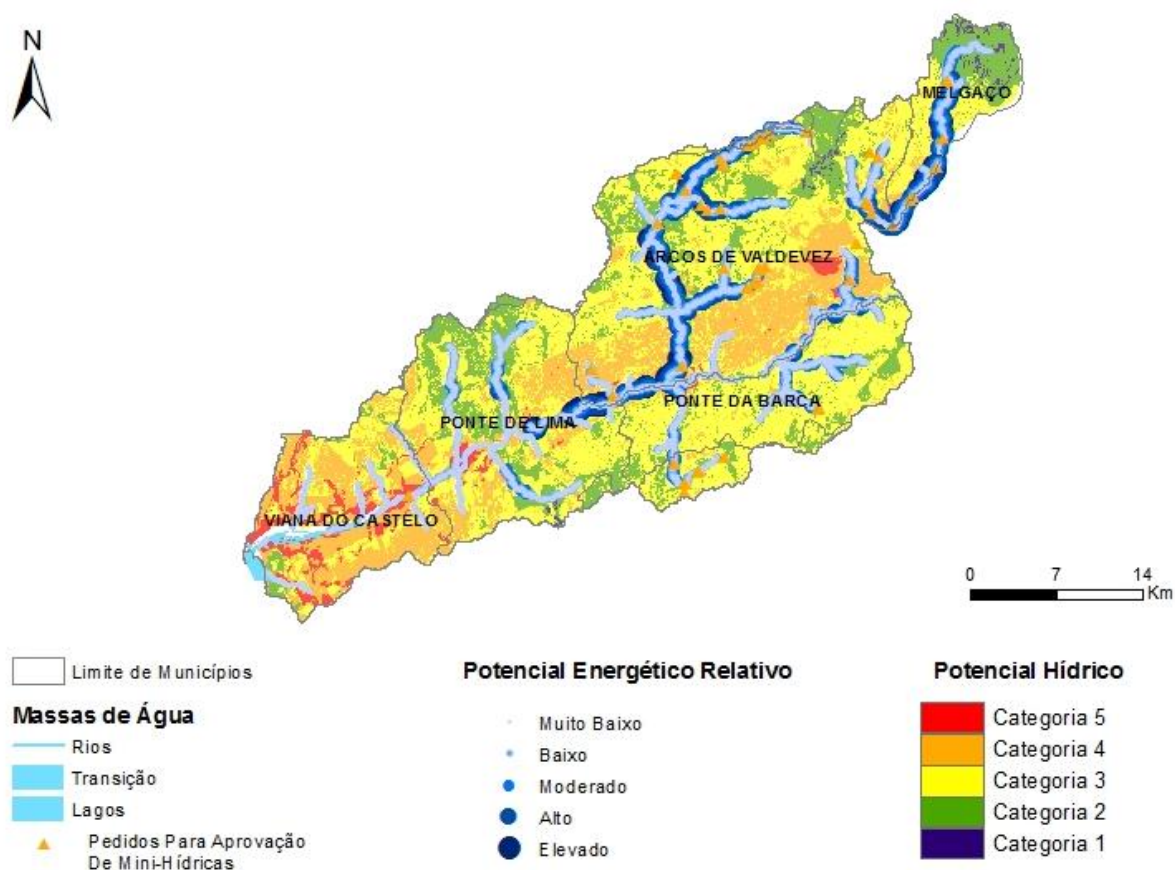 N
MELGAÇO
ARCOS DE VALDEVEZ
PONTE DA BARCA
PONTE DE LIMA
VIANA DO CASTELO
0 7 14
Km
Limite de Municípios
Massas de Água
Rios
Transição
Lagos
Pedidos Para Aprovação
De Mini-Hídricas
Potencial Energético Relativo
Muito Baixo
Baixo
Moderado
Alto
Elevado
Potencial Hídrico
Categoria 5
Categoria 4
Categoria 3
Categoria 2
Categoria 1